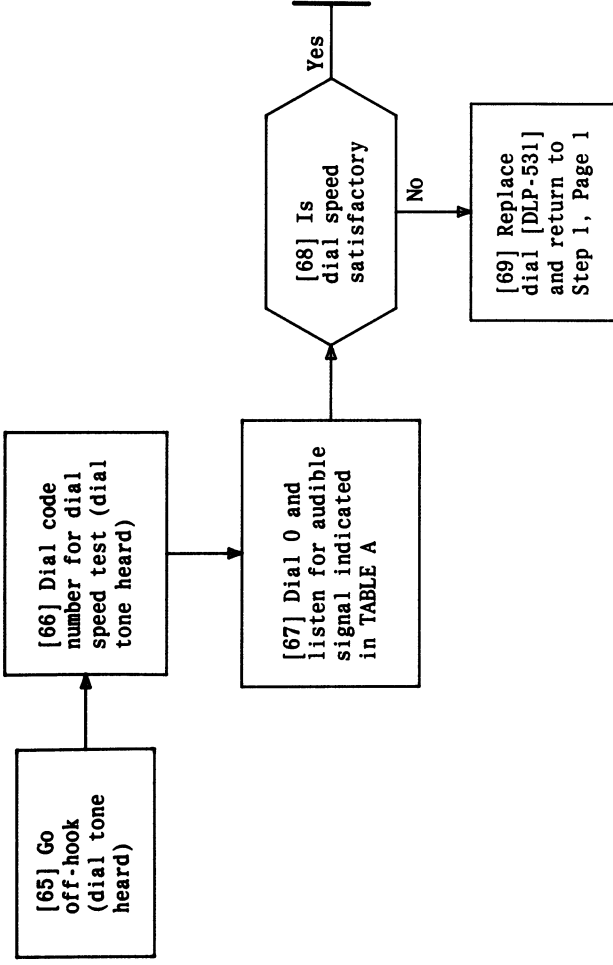 [65] Go
off-hook
(dial tone
heard)
[66] Dial code
number for dial
speed test (dial
tone heard)
[67] Dial 0 and
listen for audible
signal indicated
in TABLE A
[68] Is
dial speed
satisfactory
Yes
No
[69] Replace
dial [DLP-531]
and return to
Step 1, Page 1